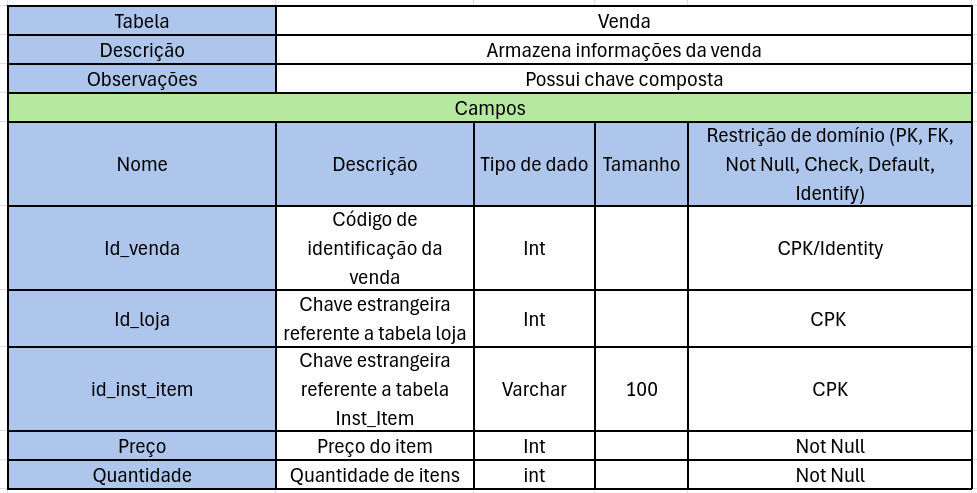 Tabela Venda
Descrição Armazena informações da venda
Observações Possui chave composta
Campos
Nome Descrição Tipo de dado Tamanho Restrição de domínio (PK, FK,
Not Null, Check, Default,
Identify)
Id_venda Código de
identificação da
venda Int CPK/Identity
Id_loja Chave estrangeira
referente a tabela loja Int CPK
id_inst_item Chave estrangeira
referente a tabela
Inst_Item Varchar 100 CPK
Preço Preço do item Int Not Null
Quantidade Quantidade de itens int Not Null